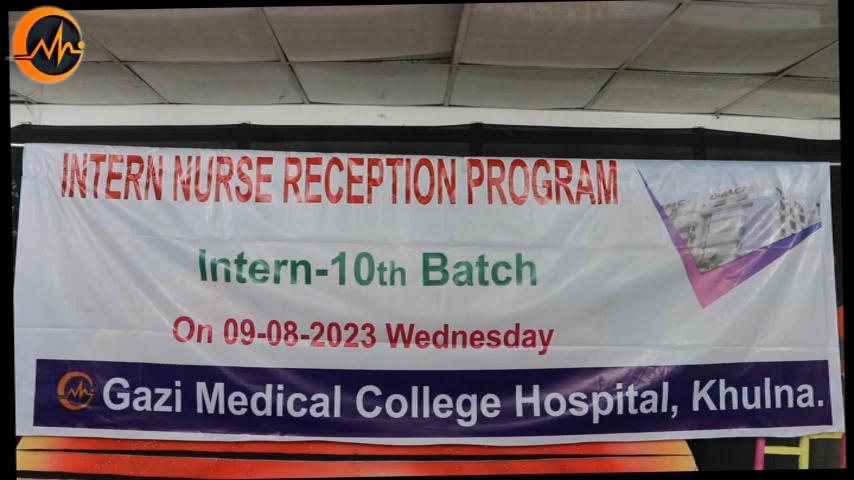 INTERN NURSE RECEPTION PROGRAM
Intern-10th Batch
On 09-08-2023 Wednesday
Gazi Medical College Hospital, Khulna.